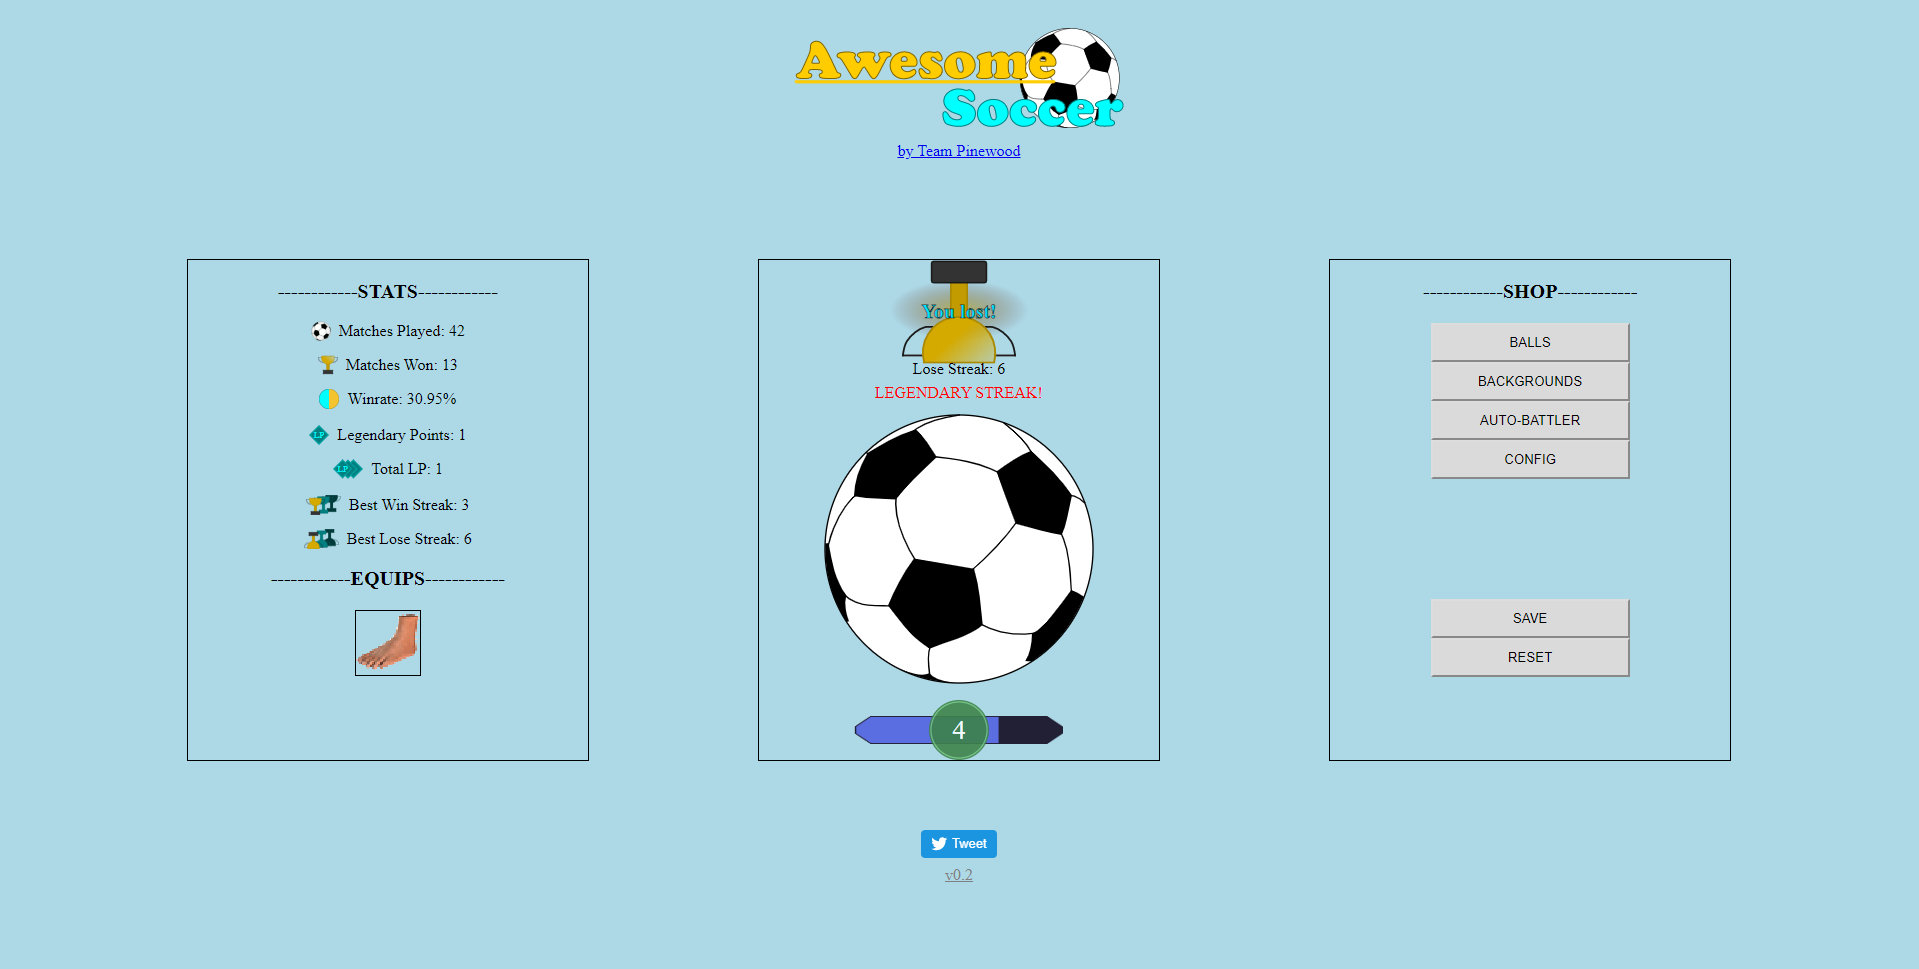 Awesome
Soccer
by Team Pinewood
------------STATS------------
Matches Played: 42
Matches Won: 13
Winrate: 30.95%
LP Legendary Points: 1
LP Total LP: 1
Best Win Streak: 3
Best Lose Streak: 6
------------EQUIPS------------
You lost!
Lose Streak: 6
LEGENDARY STREAK!
4
------------SHOP------------
BALLS
BACKGROUNDS
AUTO-BATTLER
CONFIG
SAVE
RESET
Tweet
v0.2